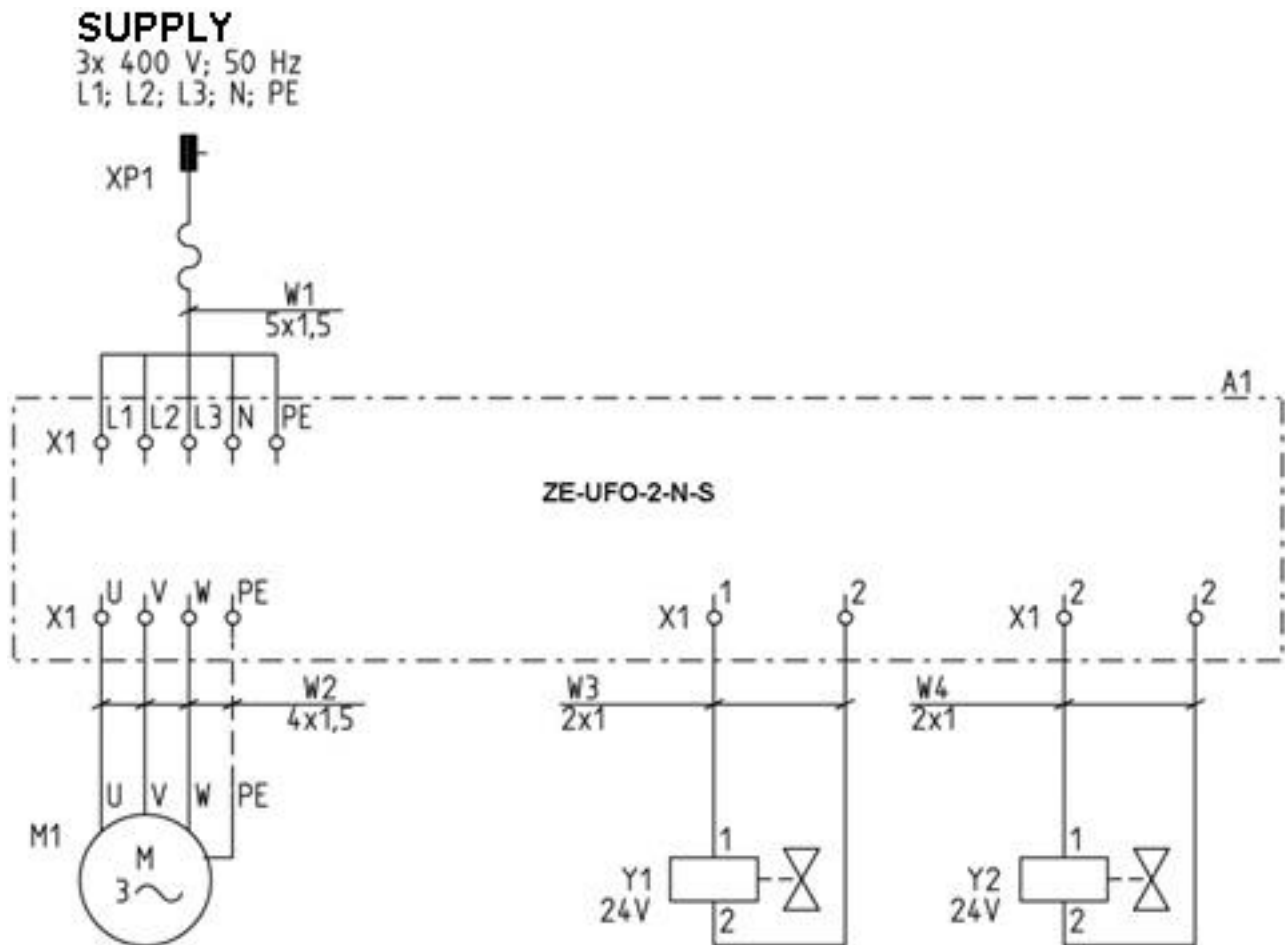 SUPPLY
3x 400 V; 50 Hz
L1; L2; L3; N; PE
XP1
W1
5x1,5
A1
X1 L1 L2 L3 N PE
ZE-UFO-2-N-S
X1 U V W PE
X1 1 2
X1 2 2
W2
4x1,5
W3
2x1
W4
2x1
U V W PE
M1
M
3
1
Y1
24V
2
1
Y2
24V
2